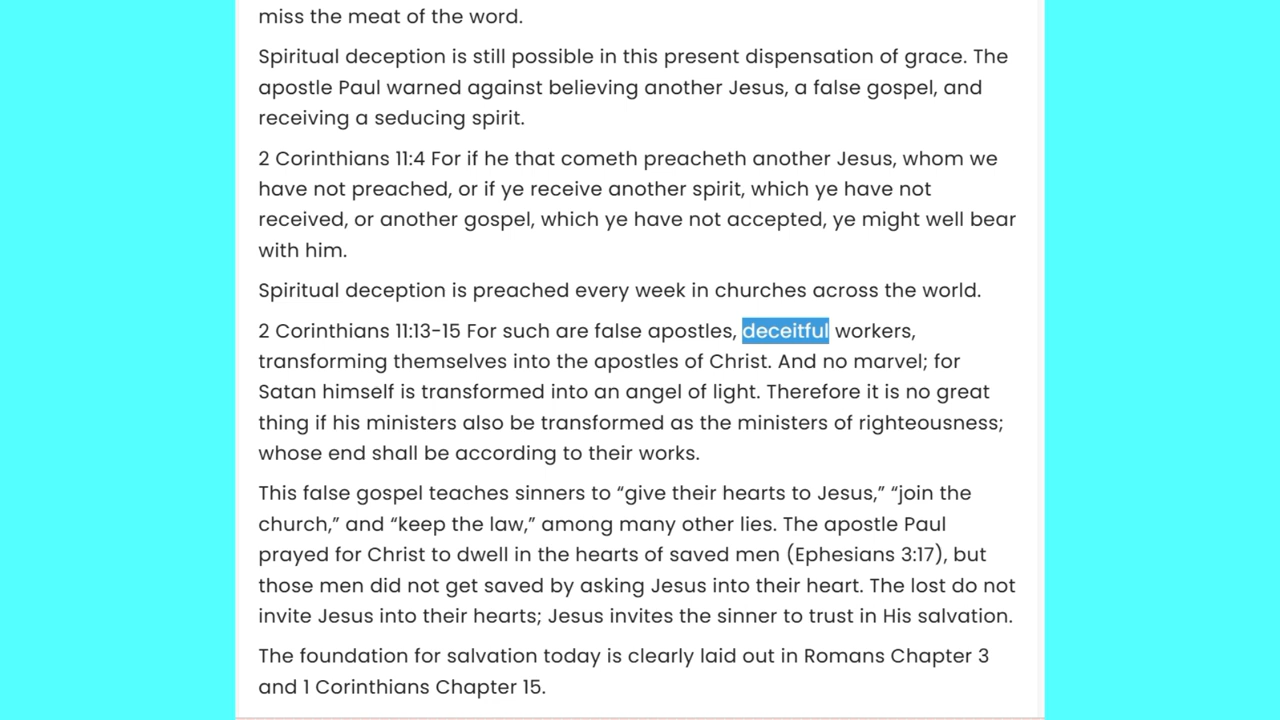 miss the meat of the word.
Spiritual deception is still possible in this present dispensation of grace. The
apostle Paul warned against believing another Jesus, a false gospel, and
receiving a seducing spirit.
2 Corinthians 11:4 For if he that cometh preacheth another Jesus, whom we
have not preached, or if ye receive another spirit, which ye have not
received, or another gospel, which ye have not accepted, ye might well bear
with him.
Spiritual deception is preached every week in churches across the world.
2 Corinthians 11:13-15 For such are false apostles, deceitful workers,
transforming themselves into the apostles of Christ. And no marvel; for
Satan himself is transformed into an angel of light. Therefore it is no great
thing if his ministers also be transformed as the ministers of righteousness;
whose end shall be according to their works.
This false gospel teaches sinners to “give their hearts to Jesus,” “join the
church,” and “keep the law,” among many other lies. The apostle Paul
prayed for Christ to dwell in the hearts of saved men (Ephesians 3:17), but
those men did not get saved by asking Jesus into their heart. The lost do not
invite Jesus into their hearts; Jesus invites the sinner to trust in His salvation.
The foundation for salvation today is clearly laid out in Romans Chapter 3
and 1 Corinthians Chapter 15.